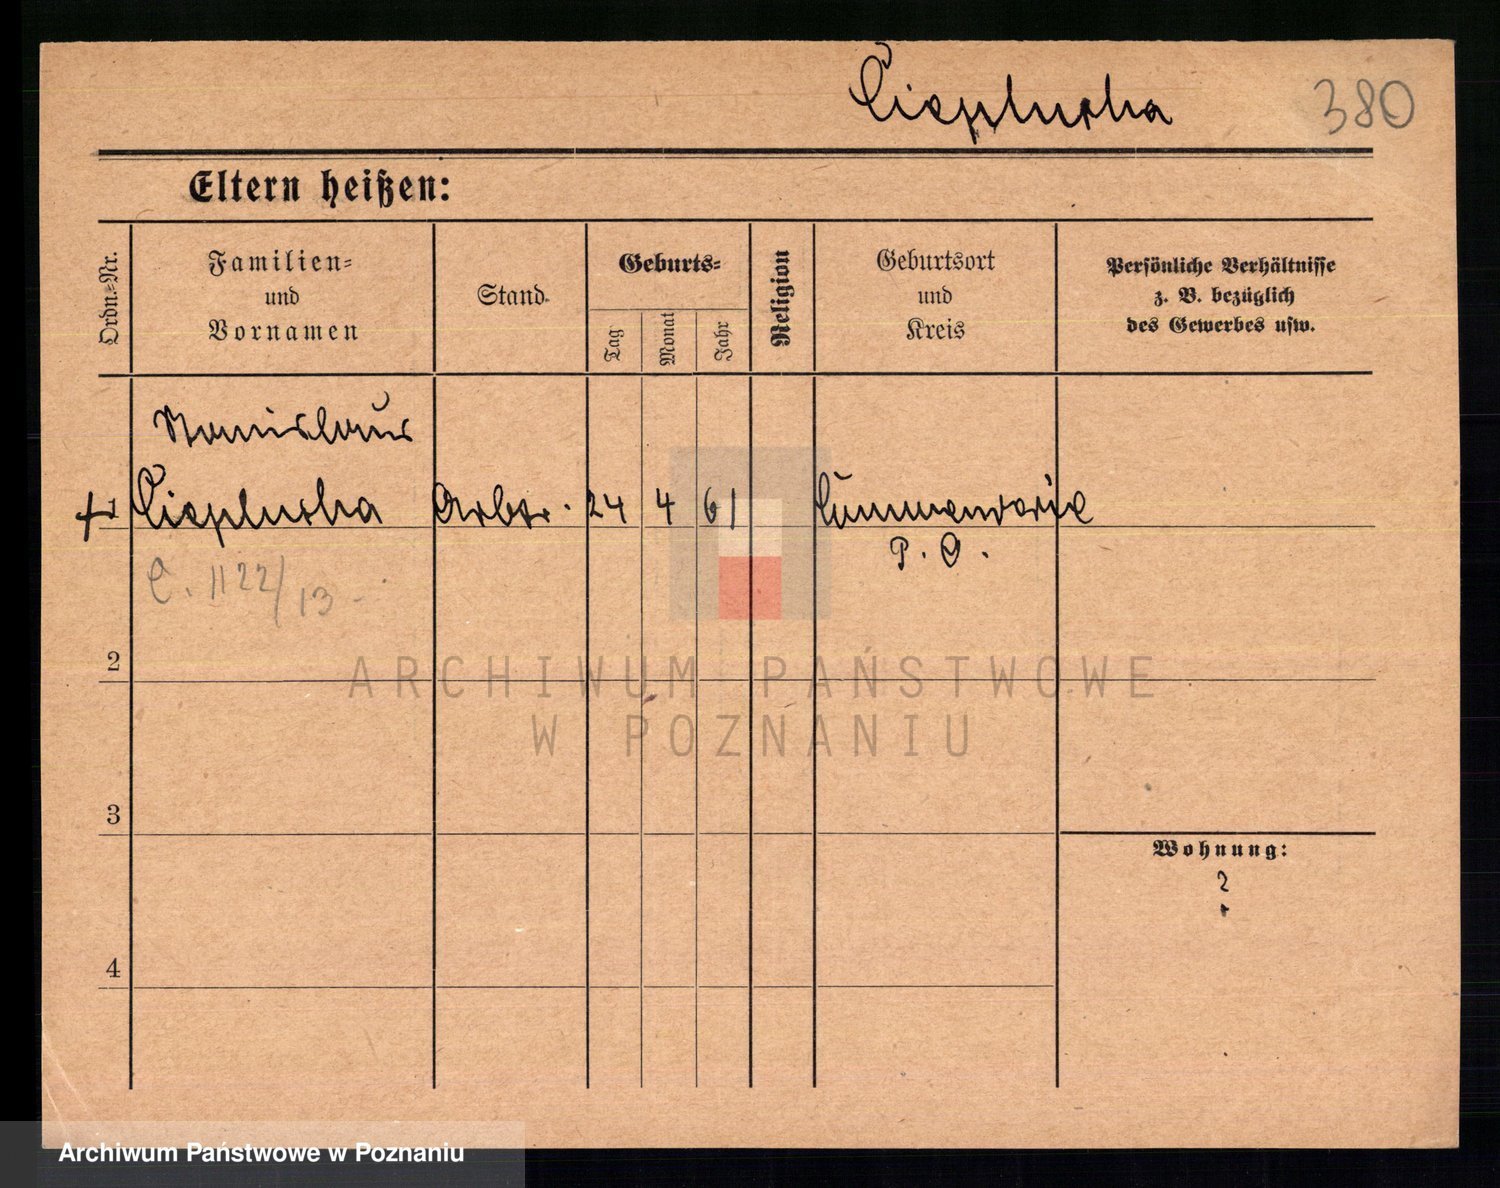 Cieplucha 380
Eltern heißen:
Ordn.-Nr.
Familien-
und
Vornamen
Stand
Geburts-
Tag
Monat
Jahr
Religion
Geburtsort
und
Kreis
Persönliche Verhältnisse
z. B. bezüglich
des Gewerbes usw.
Stanislaus
Cieplucha Arbtr. 24 4 61 Commenderie
P. O.
C. 1122/13
2
3
4
Wohnung:
?
ARCHIWUM PAŃSTWOWE
W POZNANIU
Archiwum Państwowe w Poznaniu